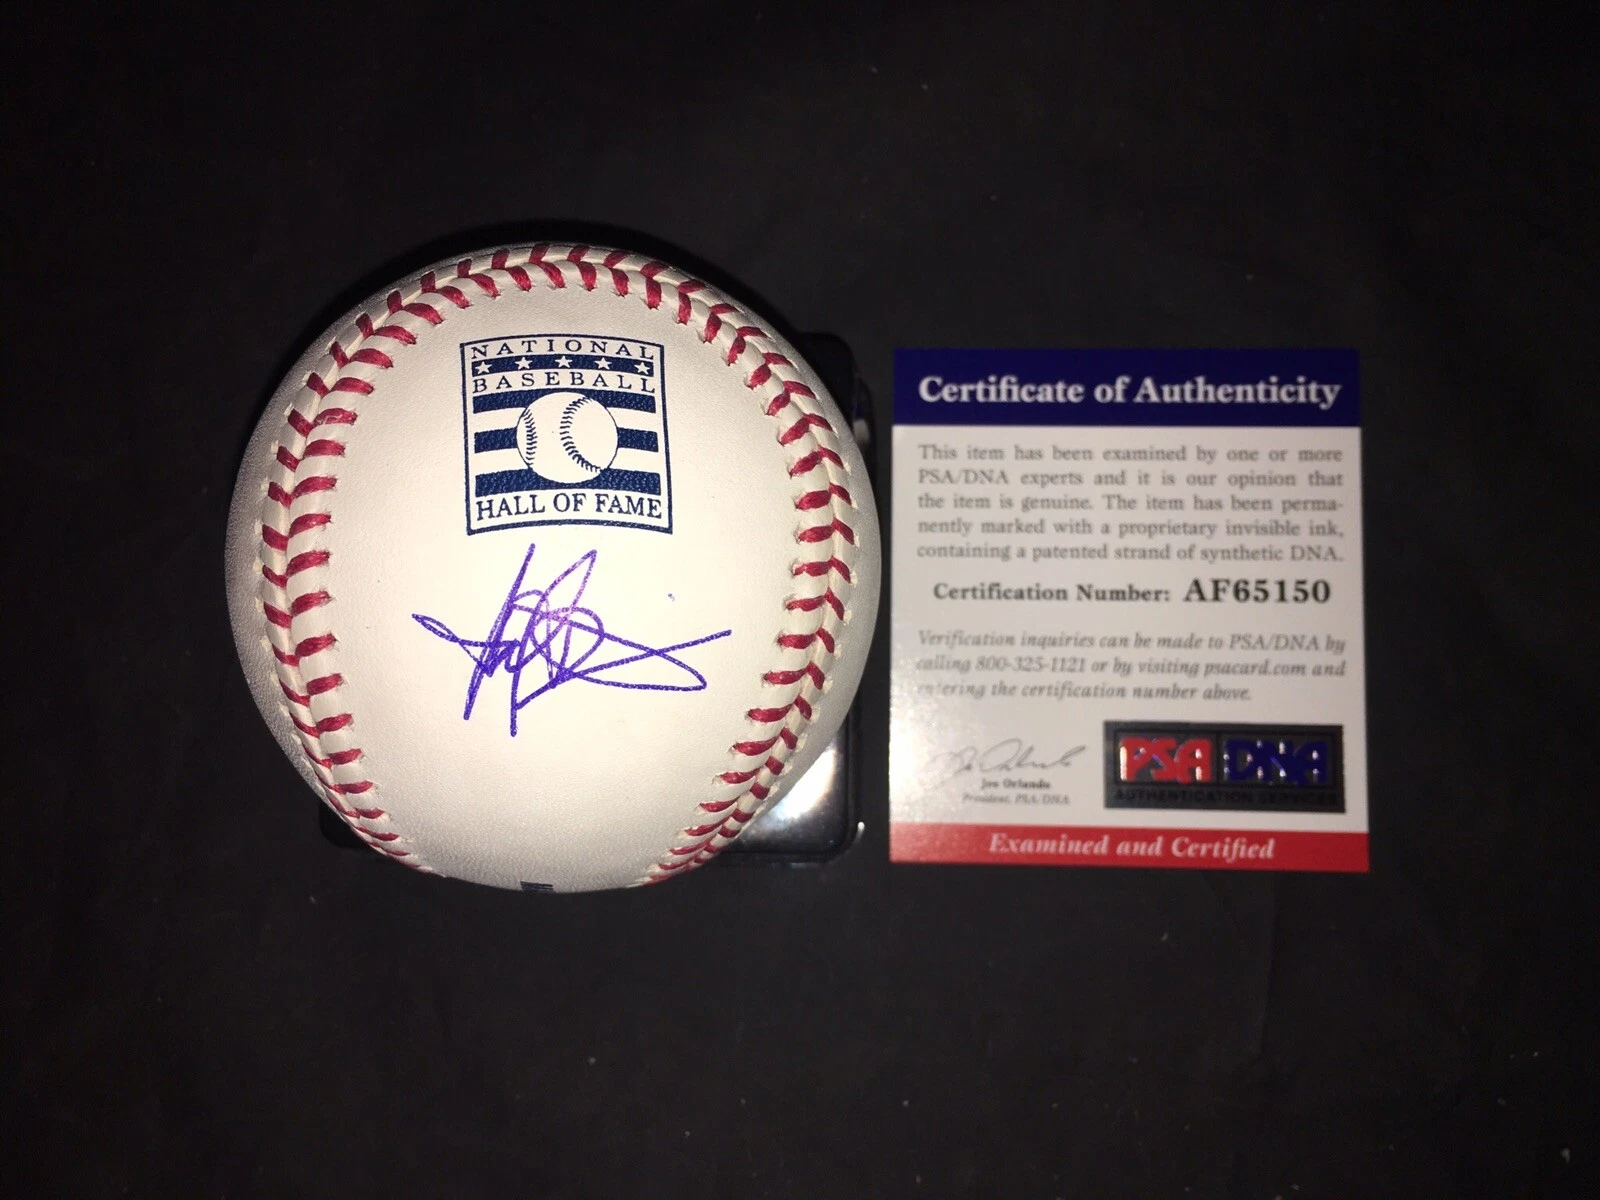 NATIONAL
BASEBALL
HALL OF FAME
Certificate of Authenticity
This item has been examined by one or more
PSA/DNA experts and it is our opinion that
the item is genuine. The item has been perma-
nently marked with a proprietary invisible ink,
containing a patented strand of synthetic DNA.
Certification Number: AF65150
Verification inquiries can be made to PSA/DNA by
calling 800-325-1121 or by visiting psacard.com and
entering the certification number above.
Joe Orlando
President, PSA/DNA
PSA DNA
AUTHENTICATION SERVICES
Examined and Certified